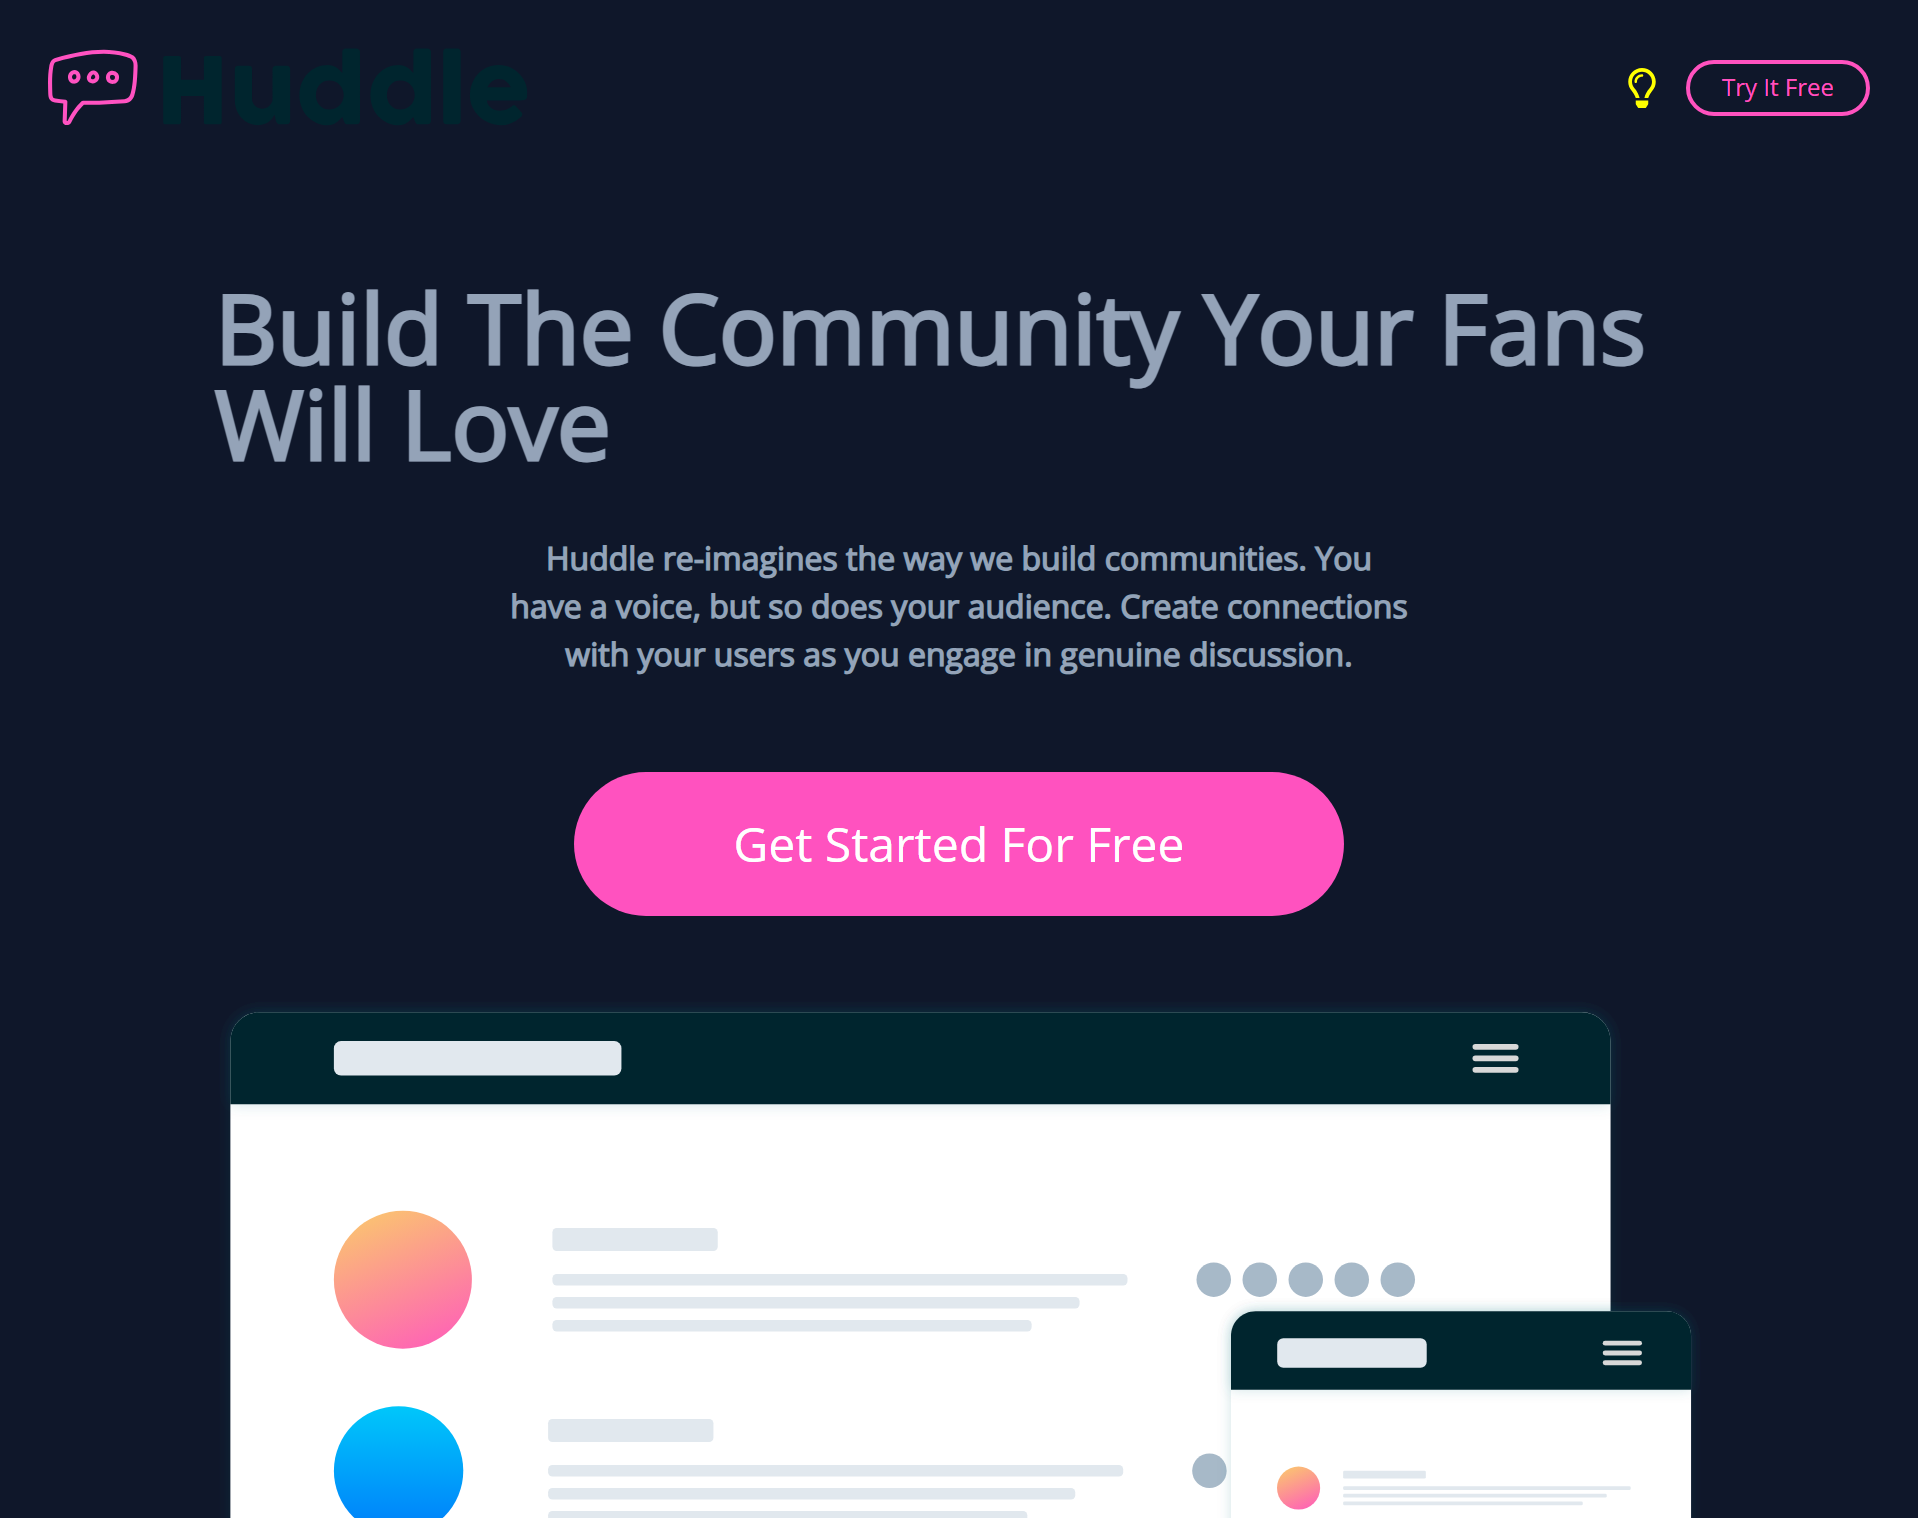 Huddle
Try It Free
Build The Community Your Fans
Will Love
Huddle re-imagines the way we build communities. You
have a voice, but so does your audience. Create connections
with your users as you engage in genuine discussion.
Get Started For Free